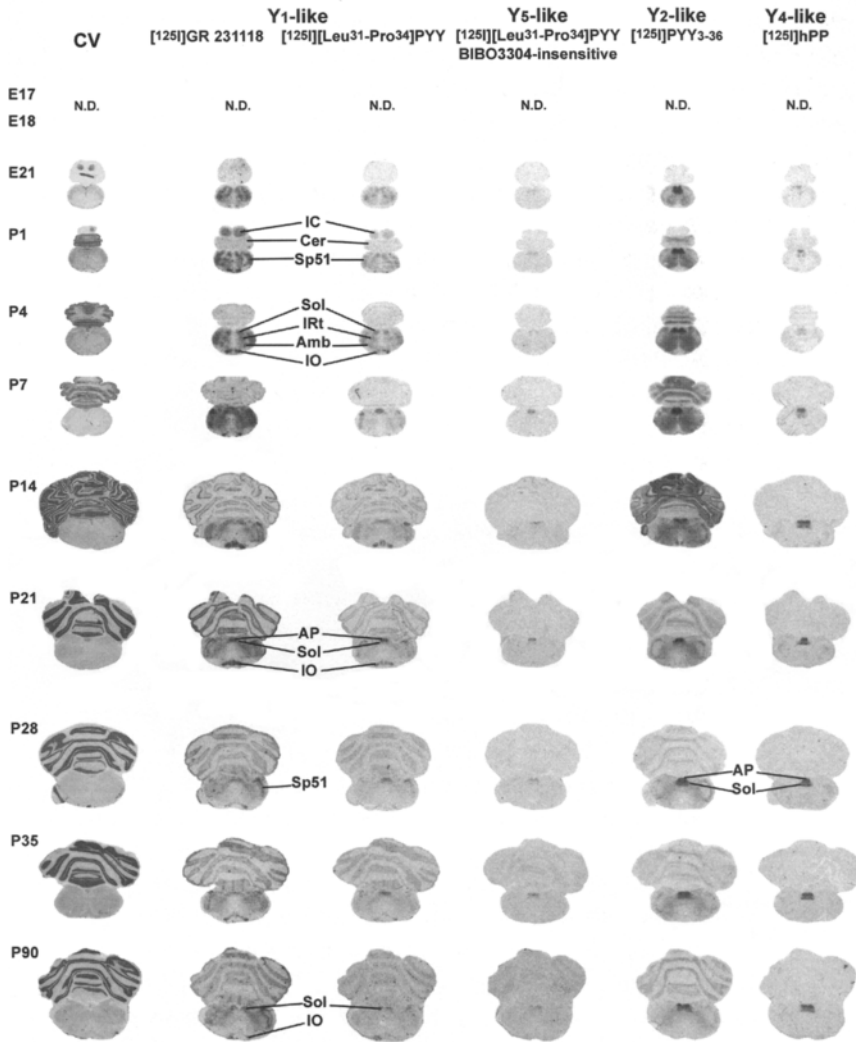 Y1-like Y5-like Y2-like Y4-like
CV [125I]GR 231118 [125I][Leu31-Pro34]PYY [125I][Leu31-Pro34]PYY [125I]PYY3-36 [125I]hPP
BIBO3304-insensitive
E17
N.D. N.D. N.D. N.D. N.D. N.D.
E18
E21
P1
IC
Cer
Sp51
P4
Sol
IRt
Amb
IO
P7
P14
P21
AP
Sol
IO
P28
Sp51
AP
Sol
P35
P90
Sol
IO